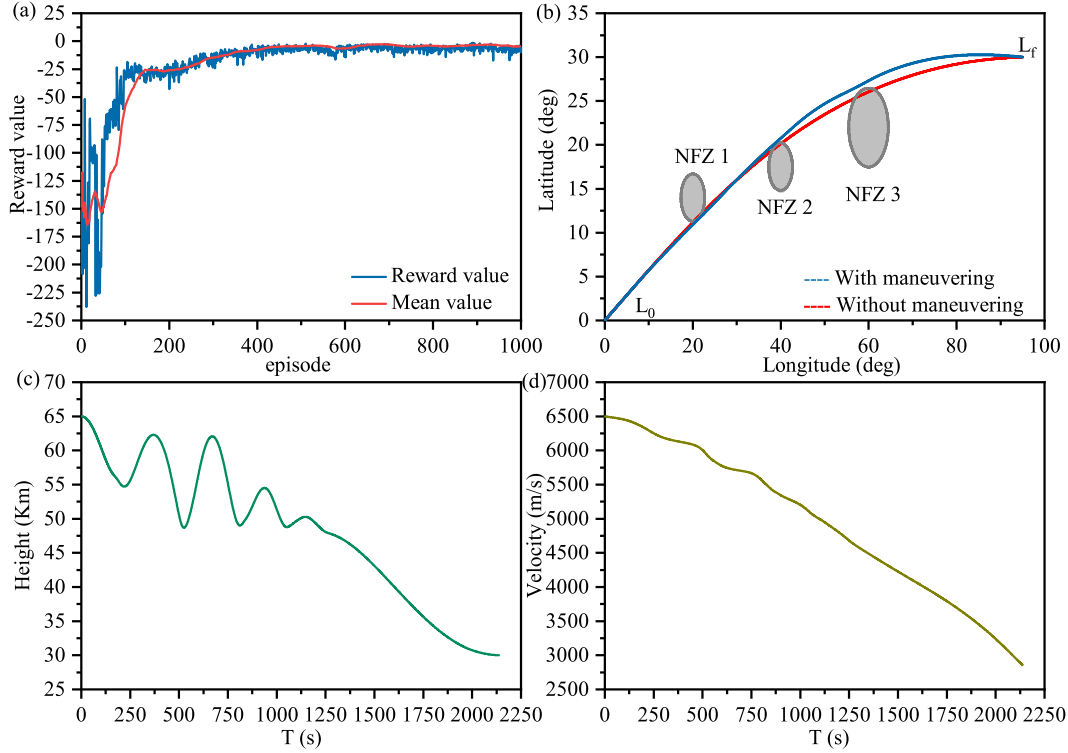 (a)
25
0
-25
-50
-75
-100
-125
-150
-175
-200
-225
-250
Reward value
Reward value
Mean value
0 200 400 600 800 1000
episode
(b)
35
30
25
20
15
10
5
0
Latitude (deg)
L_f
NFZ 1
NFZ 2
NFZ 3
With maneuvering
Without maneuvering
L_0
0 20 40 60 80 100
Longitude (deg)
(c)
70
65
60
55
50
45
40
35
30
25
Height (Km)
0 250 500 750 1000 1250 1500 1750 2000 2250
T (s)
(d)
7000
6500
6000
5500
5000
4500
4000
3500
3000
2500
Velocity (m/s)
0 250 500 750 1000 1250 1500 1750 2000 2250
T (s)